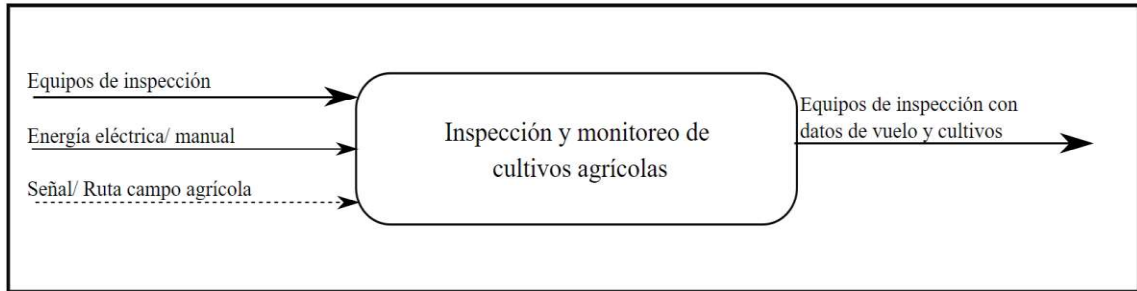 Equipos de inspección
Energía eléctrica/ manual
Señal/ Ruta campo agrícola
Inspección y monitoreo de
cultivos agrícolas
Equipos de inspección con
datos de vuelo y cultivos